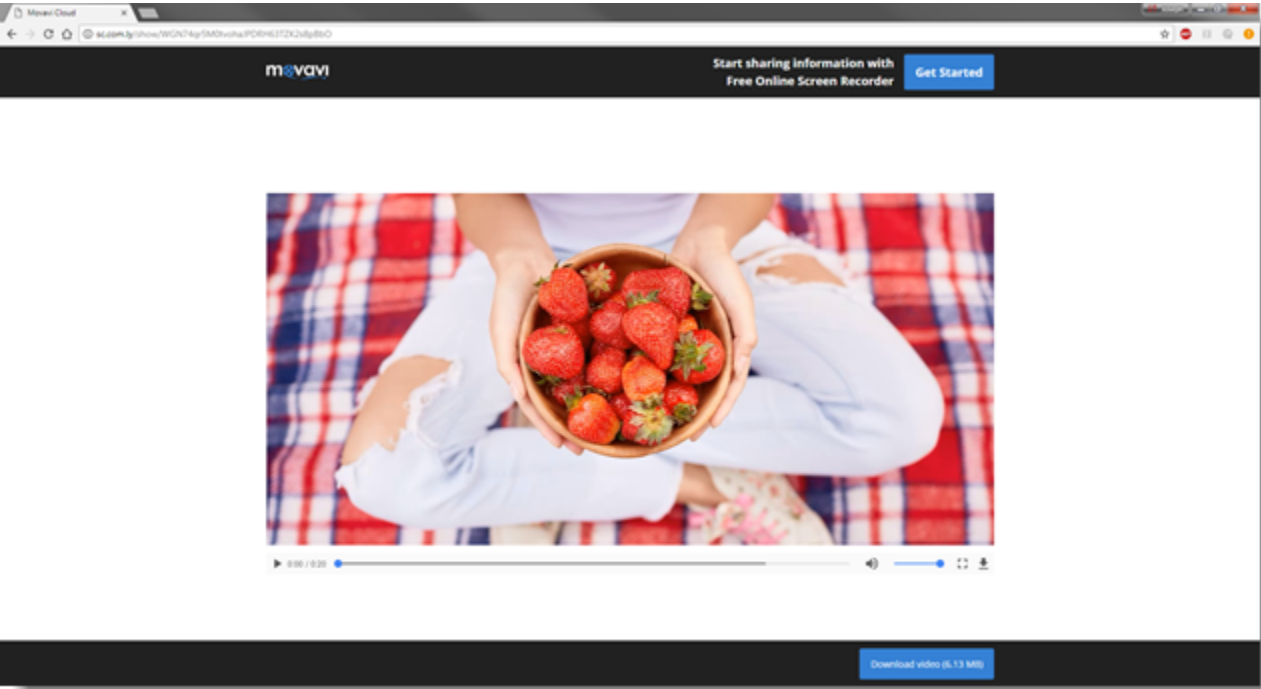 Movavi Cloud
movavi
Start sharing information with
Free Online Screen Recorder
Get Started
0:00 / 0:20
Download video (6.13 MB)